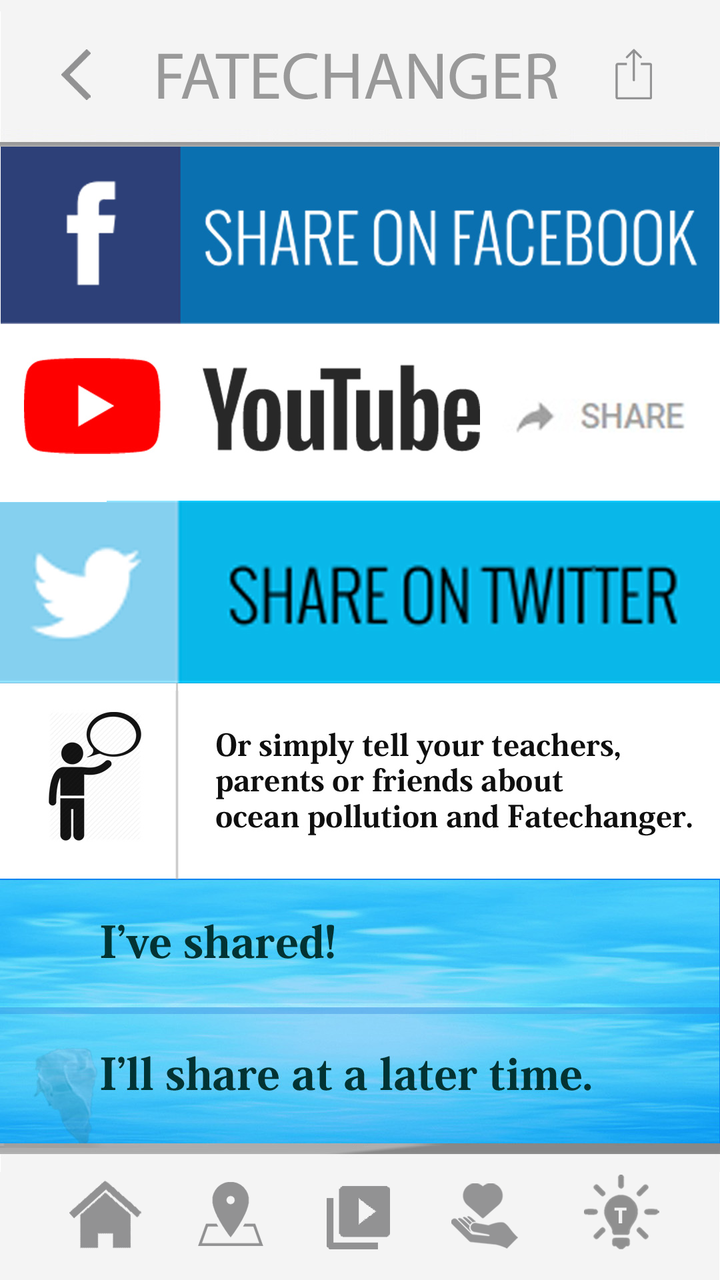 FATECHANGER
f
SHARE ON FACEBOOK
YouTube SHARE
SHARE ON TWITTER
Or simply tell your teachers,
parents or friends about
ocean pollution and Fatechanger.
I’ve shared!
I’ll share at a later time.
T